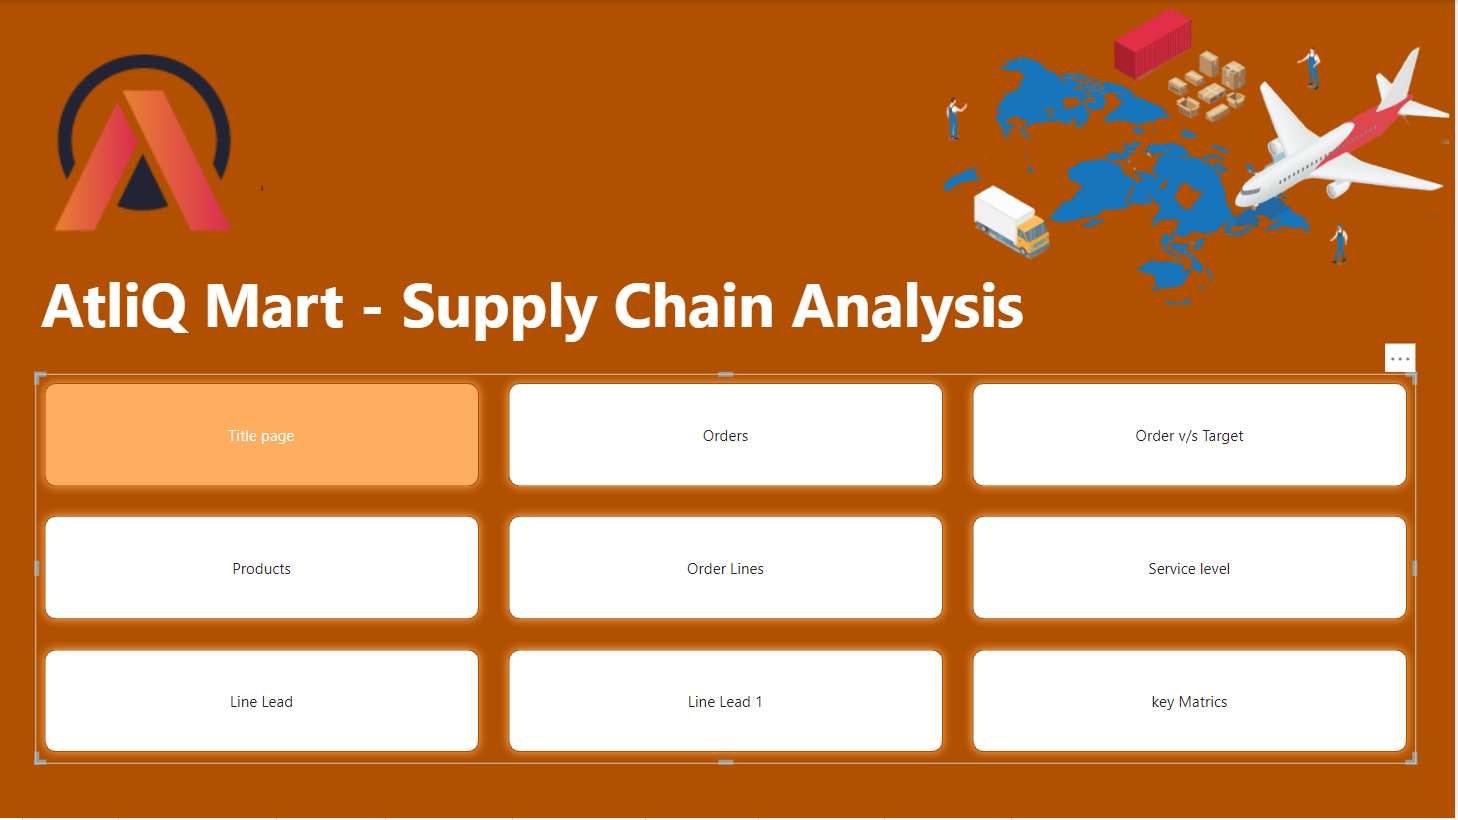 AtliQ Mart - Supply Chain Analysis
Title page
Orders
Order v/s Target
Products
Order Lines
Service level
Line Lead
Line Lead 1
key Matrics